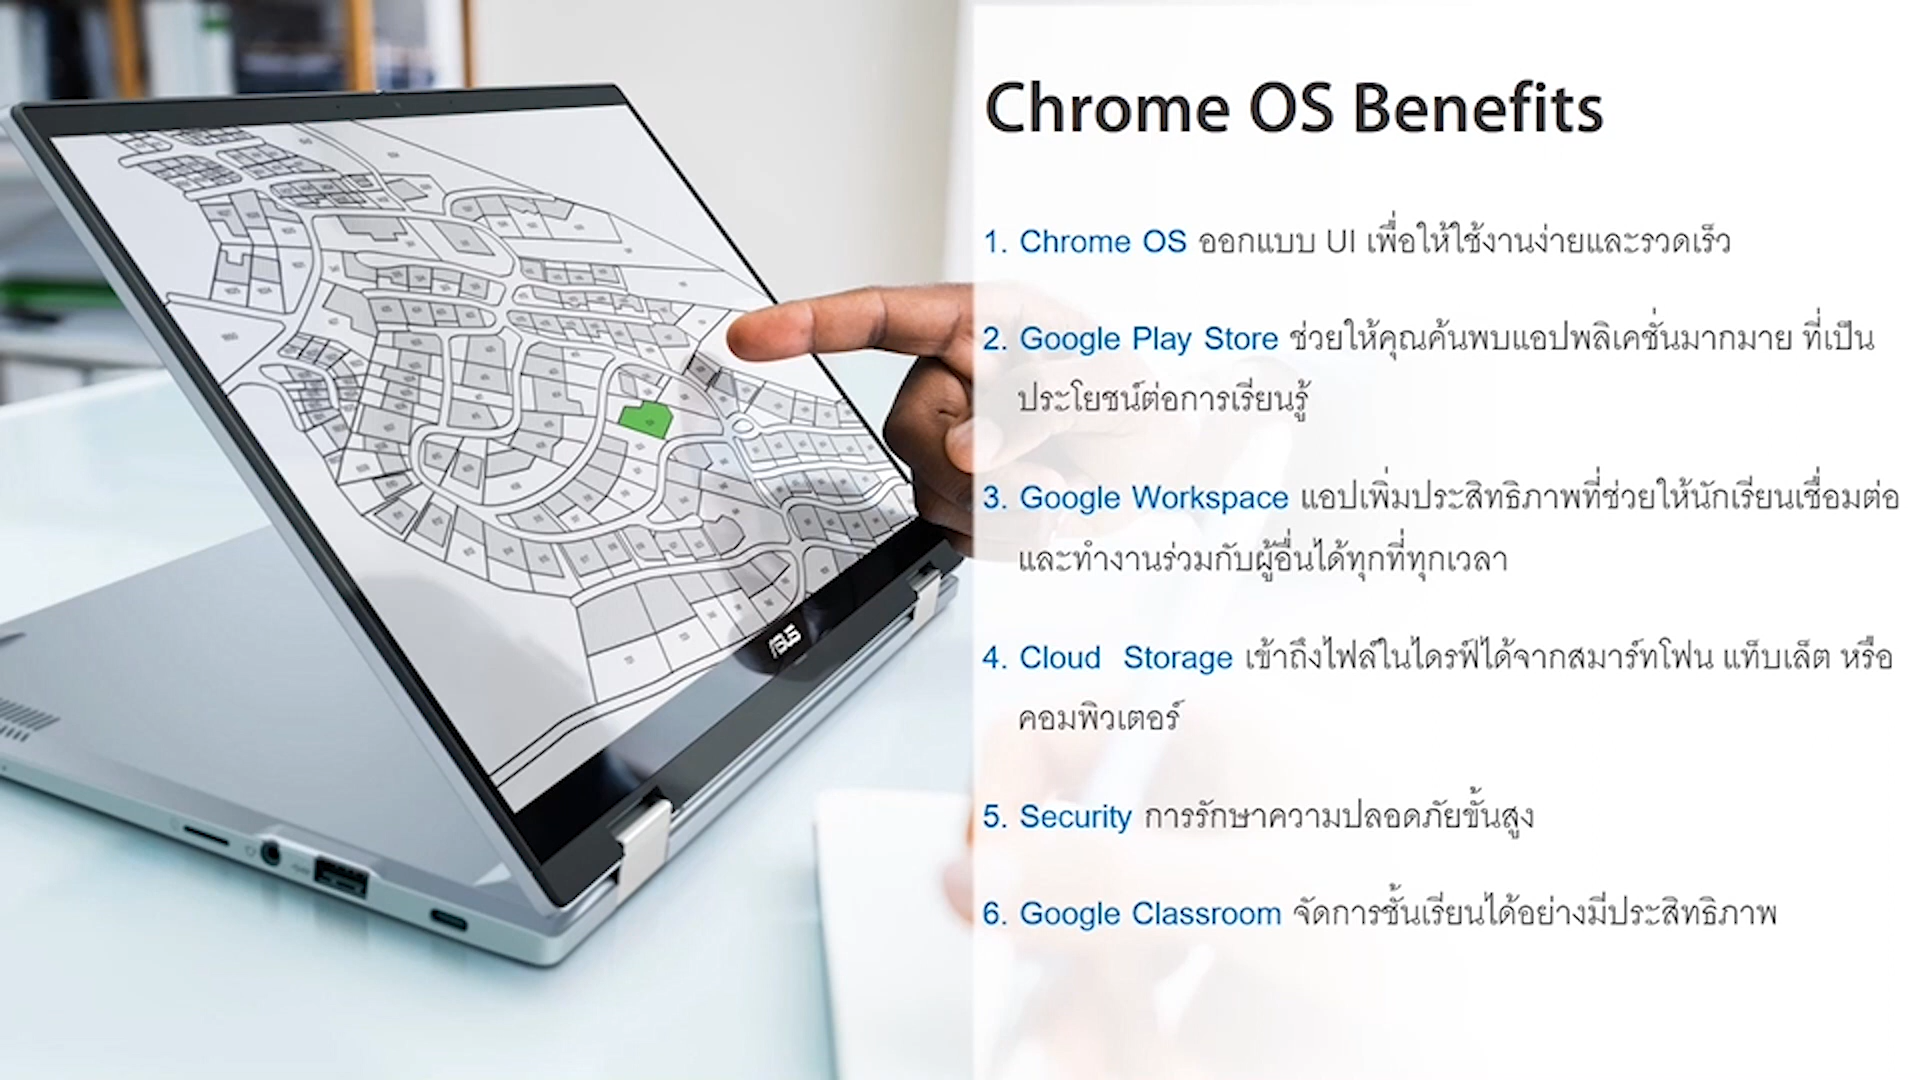 Chrome OS Benefits
1. Chrome OS ออกแบบ UI เพื่อให้ใช้งานง่ายและรวดเร็ว
2. Google Play Store ช่วยให้คุณค้นพบแอปพลิเคชั่นมากมาย ที่เป็น
ประโยชน์ต่อการเรียนรู้
3. Google Workspace แอปเพิ่มประสิทธิภาพที่ช่วยให้นักเรียนเชื่อมต่อ
และทำงานร่วมกับผู้อื่นได้ทุกที่ทุกเวลา
4. Cloud Storage เข้าถึงไฟล์ในไดรฟ์ได้จากสมาร์ทโฟน แท็บเล็ต หรือ
คอมพิวเตอร์
5. Security การรักษาความปลอดภัยขั้นสูง
6. Google Classroom จัดการชั้นเรียนได้อย่างมีประสิทธิภาพ
ASUS